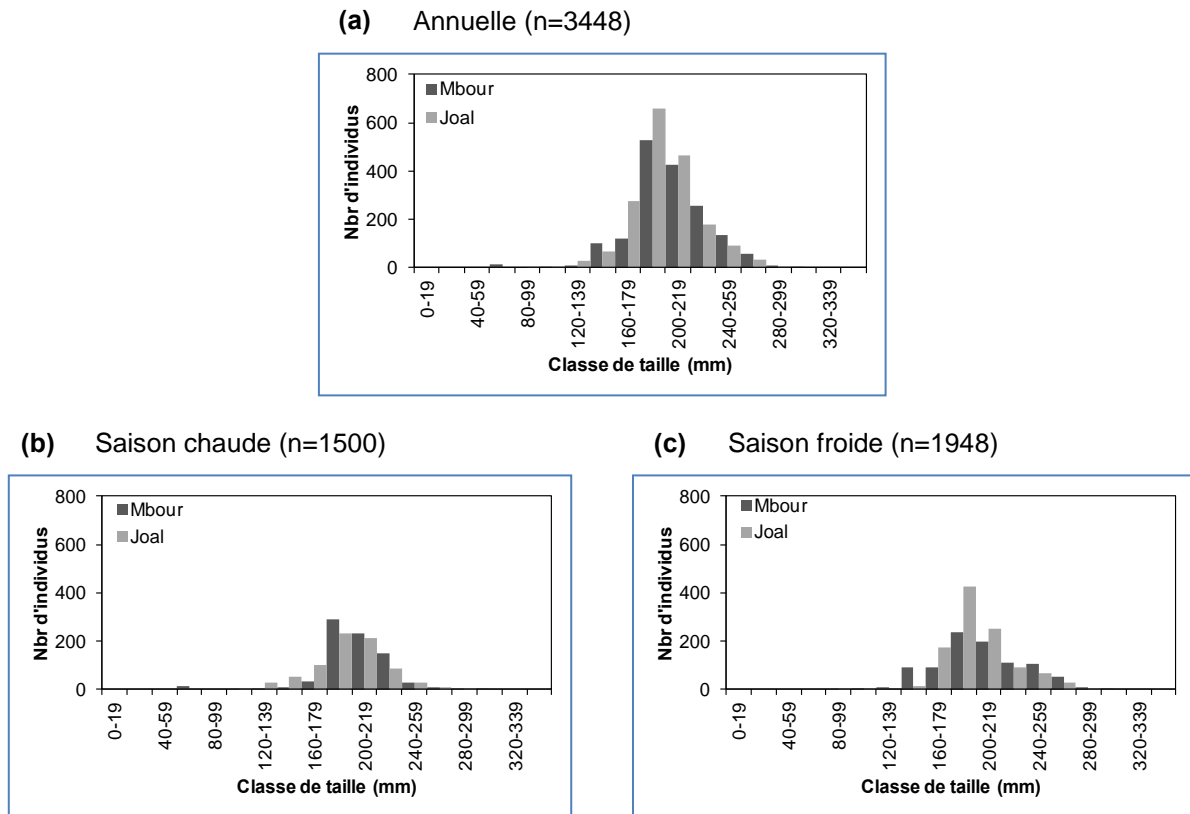 (a) Annuelle (n=3448)
800
600
400
200
0
Nbr d'individus
Mbour
Joal
0-19
40-59
80-99
120-139
160-179
200-219
240-259
280-299
320-339
Classe de taille (mm)
(b) Saison chaude (n=1500)
800
600
400
200
0
Nbr d'individus
Mbour
Joal
0-19
40-59
80-99
120-139
160-179
200-219
240-259
280-299
320-339
Classe de taille (mm)
(c) Saison froide (n=1948)
800
600
400
200
0
Nbr d'individus
Mbour
Joal
0-19
40-59
80-99
120-139
160-179
200-219
240-259
280-299
320-339
Classe de taille (mm)